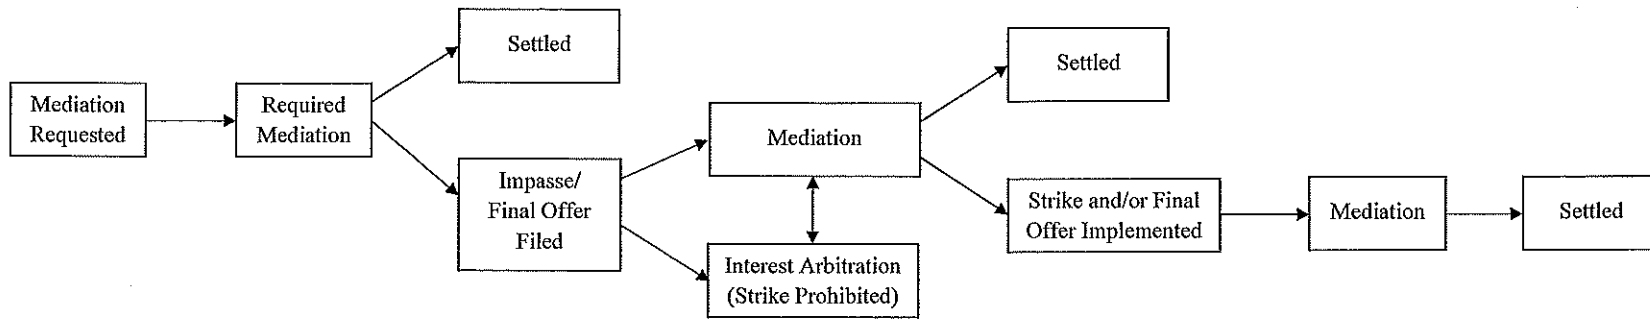 Mediation
Requested
Required
Mediation
Settled
Impasse/
Final Offer
Filed
Mediation
Interest Arbitration
(Strike Prohibited)
Settled
Strike and/or Final
Offer Implemented
Mediation
Settled